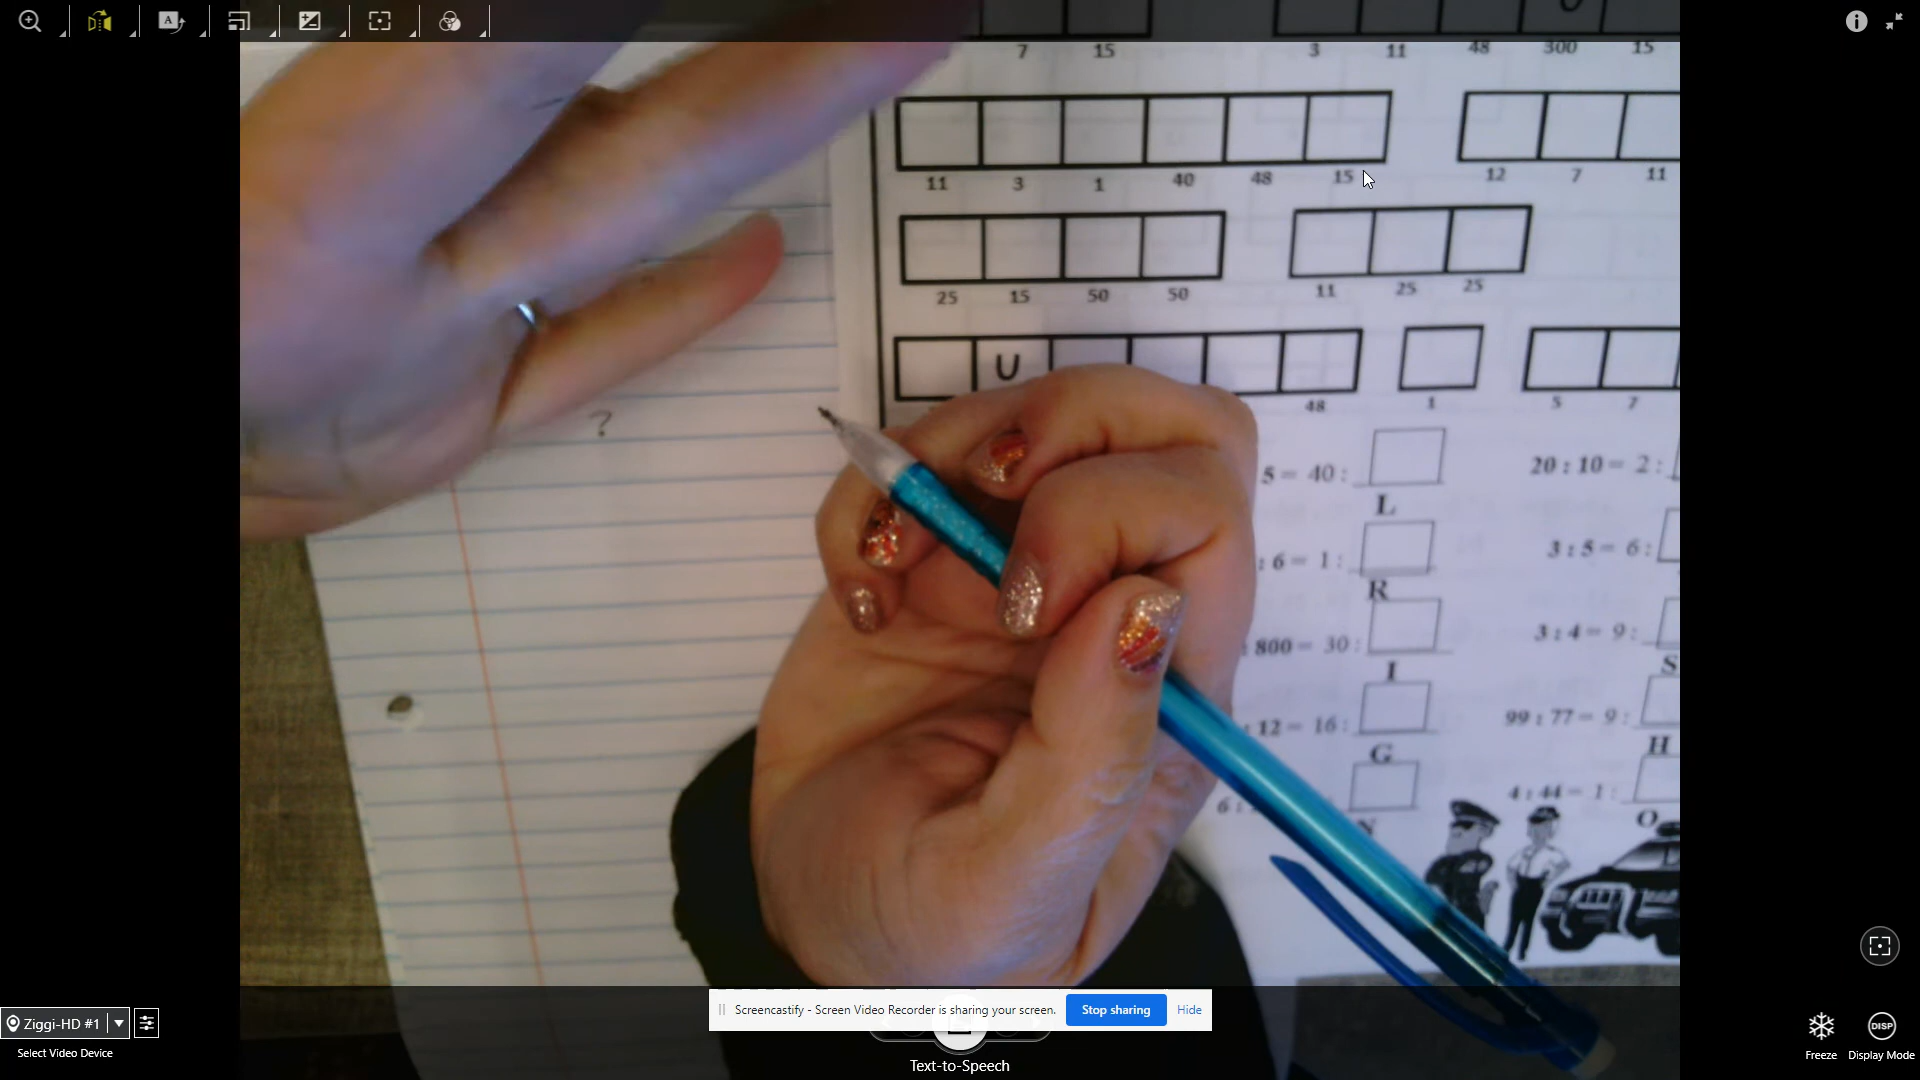 A
7 15 3 11 48 300 15
11 3 1 40 48 15 12 7 11
25 15 50 50 11 25 25
U
48 1 5 7
5 = 40 : 20 : 10 = 2 :
L
: 6 = 1 : 3 : 5 = 6 :
R
: 800 = 30 : 3 : 4 = 9 :
I S
: 12 = 16 : 99 : 77 = 9 :
G H
6 : 4 : 44 = 1 :
N O
?
Screencastify - Screen Video Recorder is sharing your screen. Stop sharing Hide
Ziggi-HD #1
Select Video Device
Text-to-Speech
DISP
Freeze Display Mode